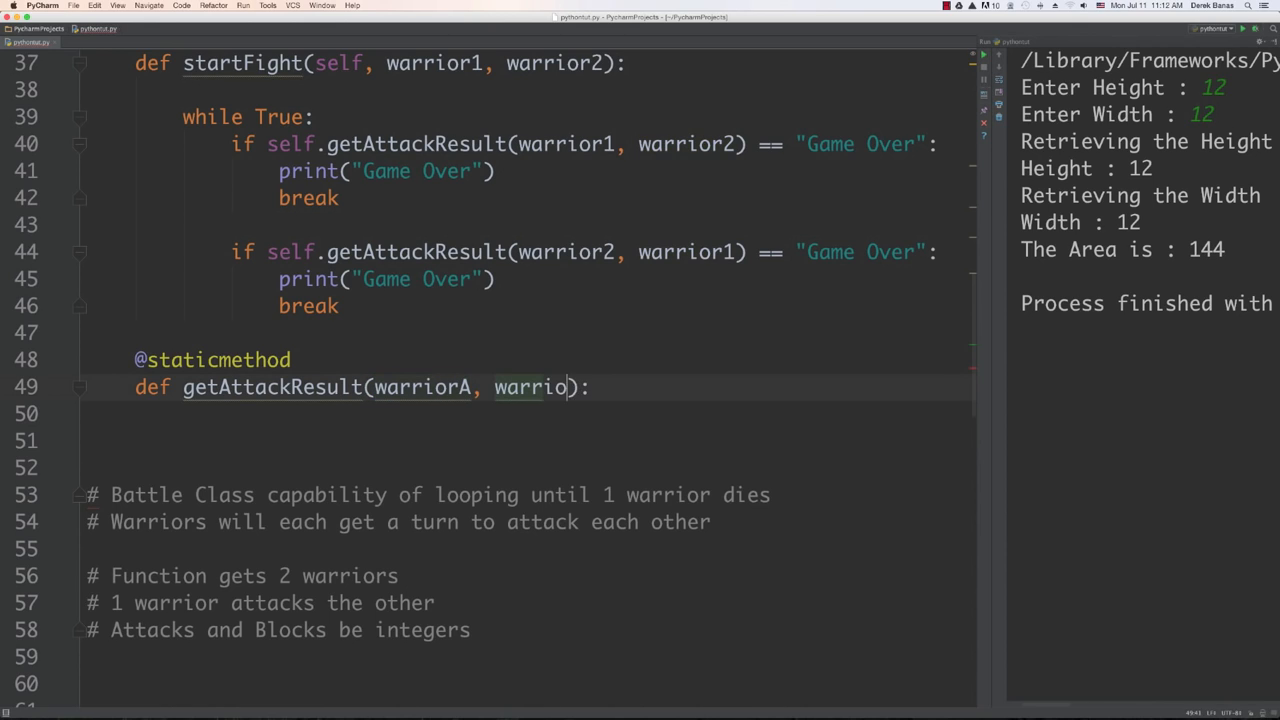 PyCharm File Edit View Navigate Code Refactor Run Tools VCS Window Help 10 Mon Jul 11 11:12 AM Derek Banas
pythontut.py - PycharmProjects - [~/PycharmProjects]
PycharmProjects pythontut.py pythontut
pythontut.py Run pythontut
37 def startFight(self, warrior1, warrior2):
38
39 while True:
40 if self.getAttackResult(warrior1, warrior2) == "Game Over":
41 print("Game Over")
42 break
43
44 if self.getAttackResult(warrior2, warrior1) == "Game Over":
45 print("Game Over")
46 break
47
48 @staticmethod
49 def getAttackResult(warriorA, warrio):
50
51
52
53 # Battle Class capability of looping until 1 warrior dies
54 # Warriors will each get a turn to attack each other
55
56 # Function gets 2 warriors
57 # 1 warrior attacks the other
58 # Attacks and Blocks be integers
59
60
/Library/Frameworks/Py
Enter Height : 12
Enter Width : 12
Retrieving the Height
Height : 12
Retrieving the Width
Width : 12
The Area is : 144
Process finished with
49:41 LF÷ UTF-8÷